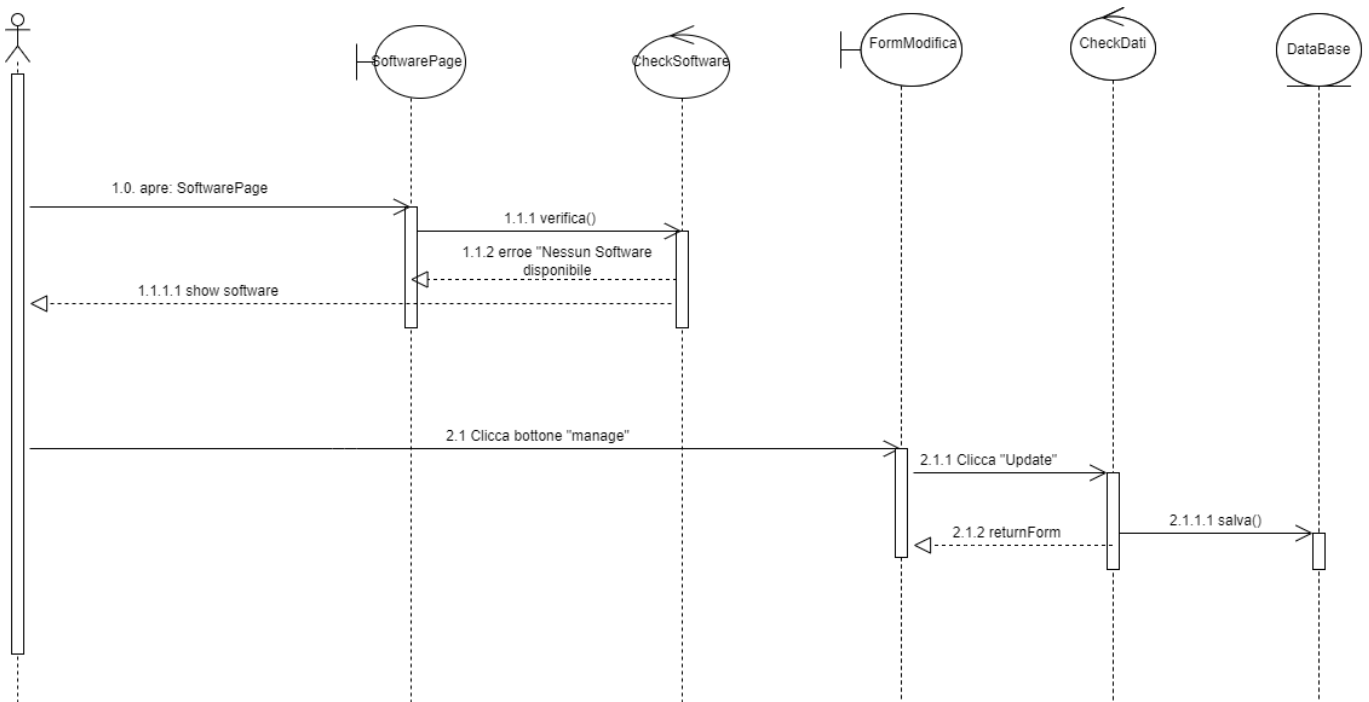 SoftwarePage
CheckSoftware
FormModifica
CheckDati
DataBase
1.0. apre: SoftwarePage
1.1.1 verifica()
1.1.2 erroe "Nessun Software
disponibile
1.1.1.1 show software
2.1 Clicca bottone "manage"
2.1.1 Clicca "Update"
2.1.1.1 salva()
2.1.2 returnForm